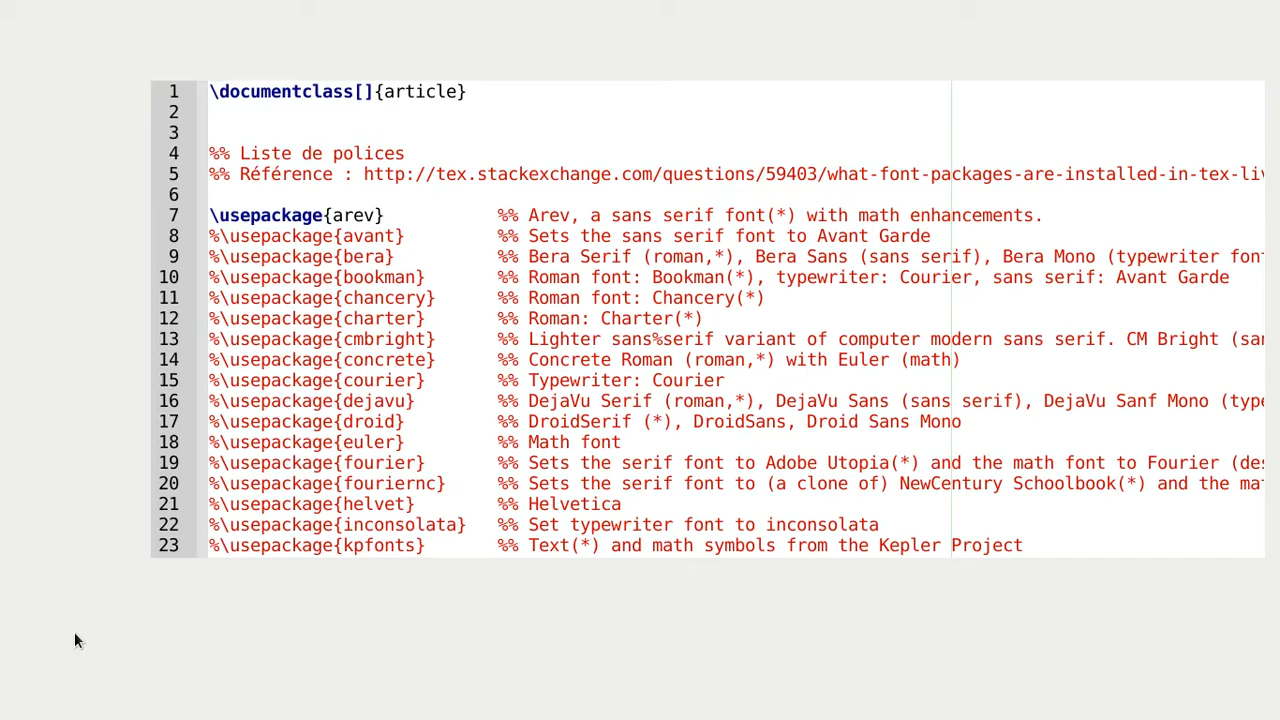 1 \documentclass[]{article}
2
3
4 %% Liste de polices
5 %% Référence : http://tex.stackexchange.com/questions/59403/what-font-packages-are-installed-in-tex-liv
6
7 \usepackage{arev} %% Arev, a sans serif font(*) with math enhancements.
8 %\usepackage{avant} %% Sets the sans serif font to Avant Garde
9 %\usepackage{bera} %% Bera Serif (roman,*), Bera Sans (sans serif), Bera Mono (typewriter fon
10 %\usepackage{bookman} %% Roman font: Bookman(*), typewriter: Courier, sans serif: Avant Garde
11 %\usepackage{chancery} %% Roman font: Chancery(*)
12 %\usepackage{charter} %% Roman: Charter(*)
13 %\usepackage{cmbright} %% Lighter sans%serif variant of computer modern sans serif. CM Bright (san
14 %\usepackage{concrete} %% Concrete Roman (roman,*) with Euler (math)
15 %\usepackage{courier} %% Typewriter: Courier
16 %\usepackage{dejavu} %% DejaVu Serif (roman,*), DejaVu Sans (sans serif), DejaVu Sanf Mono (type
17 %\usepackage{droid} %% DroidSerif (*), DroidSans, Droid Sans Mono
18 %\usepackage{euler} %% Math font
19 %\usepackage{fourier} %% Sets the serif font to Adobe Utopia(*) and the math font to Fourier (des
20 %\usepackage{fouriernc} %% Sets the serif font to (a clone of) NewCentury Schoolbook(*) and the mat
21 %\usepackage{helvet} %% Helvetica
22 %\usepackage{inconsolata} %% Set typewriter font to inconsolata
23 %\usepackage{kpfonts} %% Text(*) and math symbols from the Kepler Project